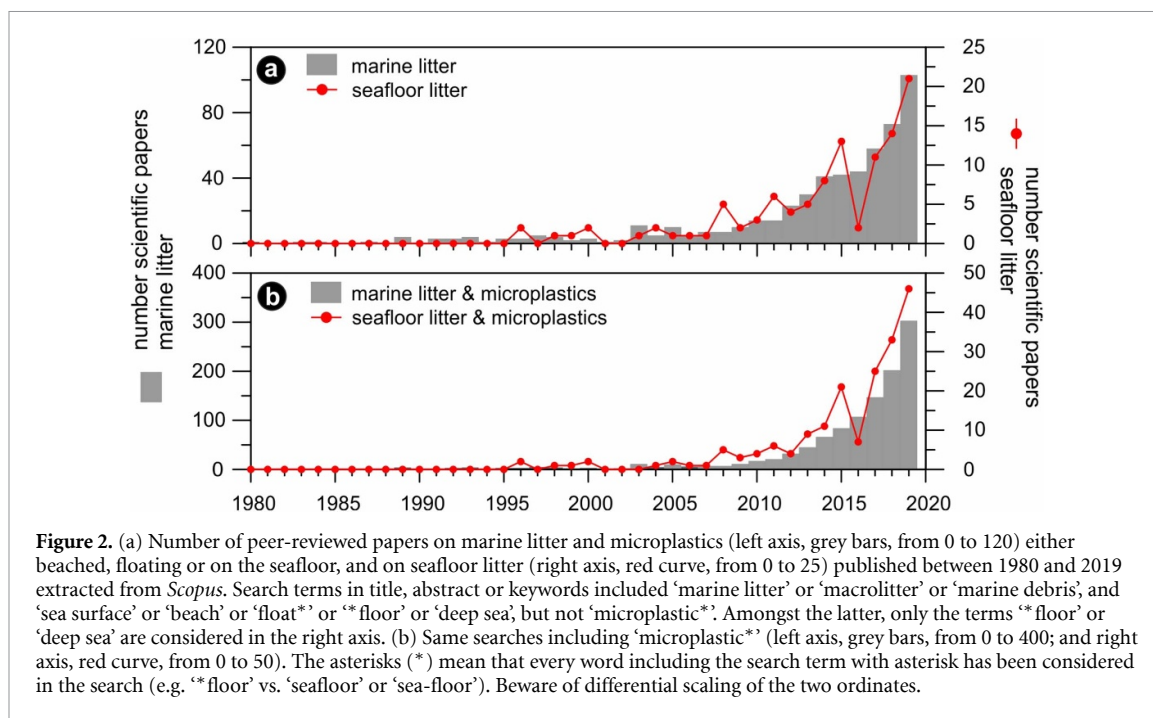 120
80
40
0
25
20
15
10
5
0
a
marine litter
seafloor litter
400
300
200
100
0
50
40
30
20
10
0
b
marine litter & microplastics
seafloor litter & microplastics
1980 1985 1990 1995 2000 2005 2010 2015 2020
number scientific papers
marine litter
number scientific papers
seafloor litter
Figure 2. (a) Number of peer-reviewed papers on marine litter and microplastics (left axis, grey bars, from 0 to 120) either
beached, floating or on the seafloor, and on seafloor litter (right axis, red curve, from 0 to 25) published between 1980 and 2019
extracted from Scopus. Search terms in title, abstract or keywords included ‘marine litter’ or ‘macrolitter’ or ‘marine debris’, and
‘sea surface’ or ‘beach’ or ‘float*’ or ‘*floor’ or ‘deep sea’, but not ‘microplastic*’. Amongst the latter, only the terms ‘*floor’ or
‘deep sea’ are considered in the right axis. (b) Same searches including ‘microplastic*’ (left axis, grey bars, from 0 to 400; and right
axis, red curve, from 0 to 50). The asterisks (*) mean that every word including the search term with asterisk has been considered
in the search (e.g. ‘*floor’ vs. ‘seafloor’ or ‘sea-floor’). Beware of differential scaling of the two ordinates.